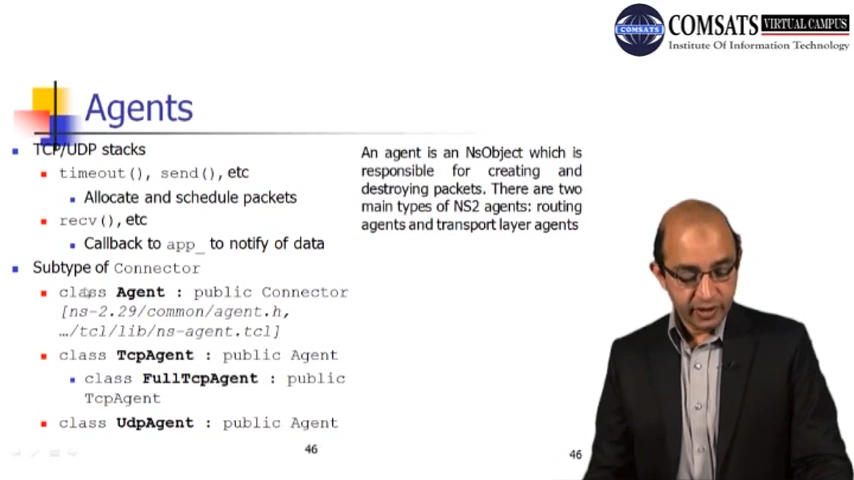 COMSATS VIRTUAL CAMPUS
COMSATS
Institute Of Information Technology
Agents
TCP/UDP stacks
timeout(), send(), etc
Allocate and schedule packets
recv(), etc
Callback to app_ to notify of data
Subtype of Connector
class Agent : public Connector
[ns-2.29/common/agent.h,
…/tcl/lib/ns-agent.tcl]
class TcpAgent : public Agent
class FullTcpAgent : public
TcpAgent
class UdpAgent : public Agent
46
An agent is an NsObject which is
responsible for creating and
destroying packets. There are two
main types of NS2 agents: routing
agents and transport layer agents
46